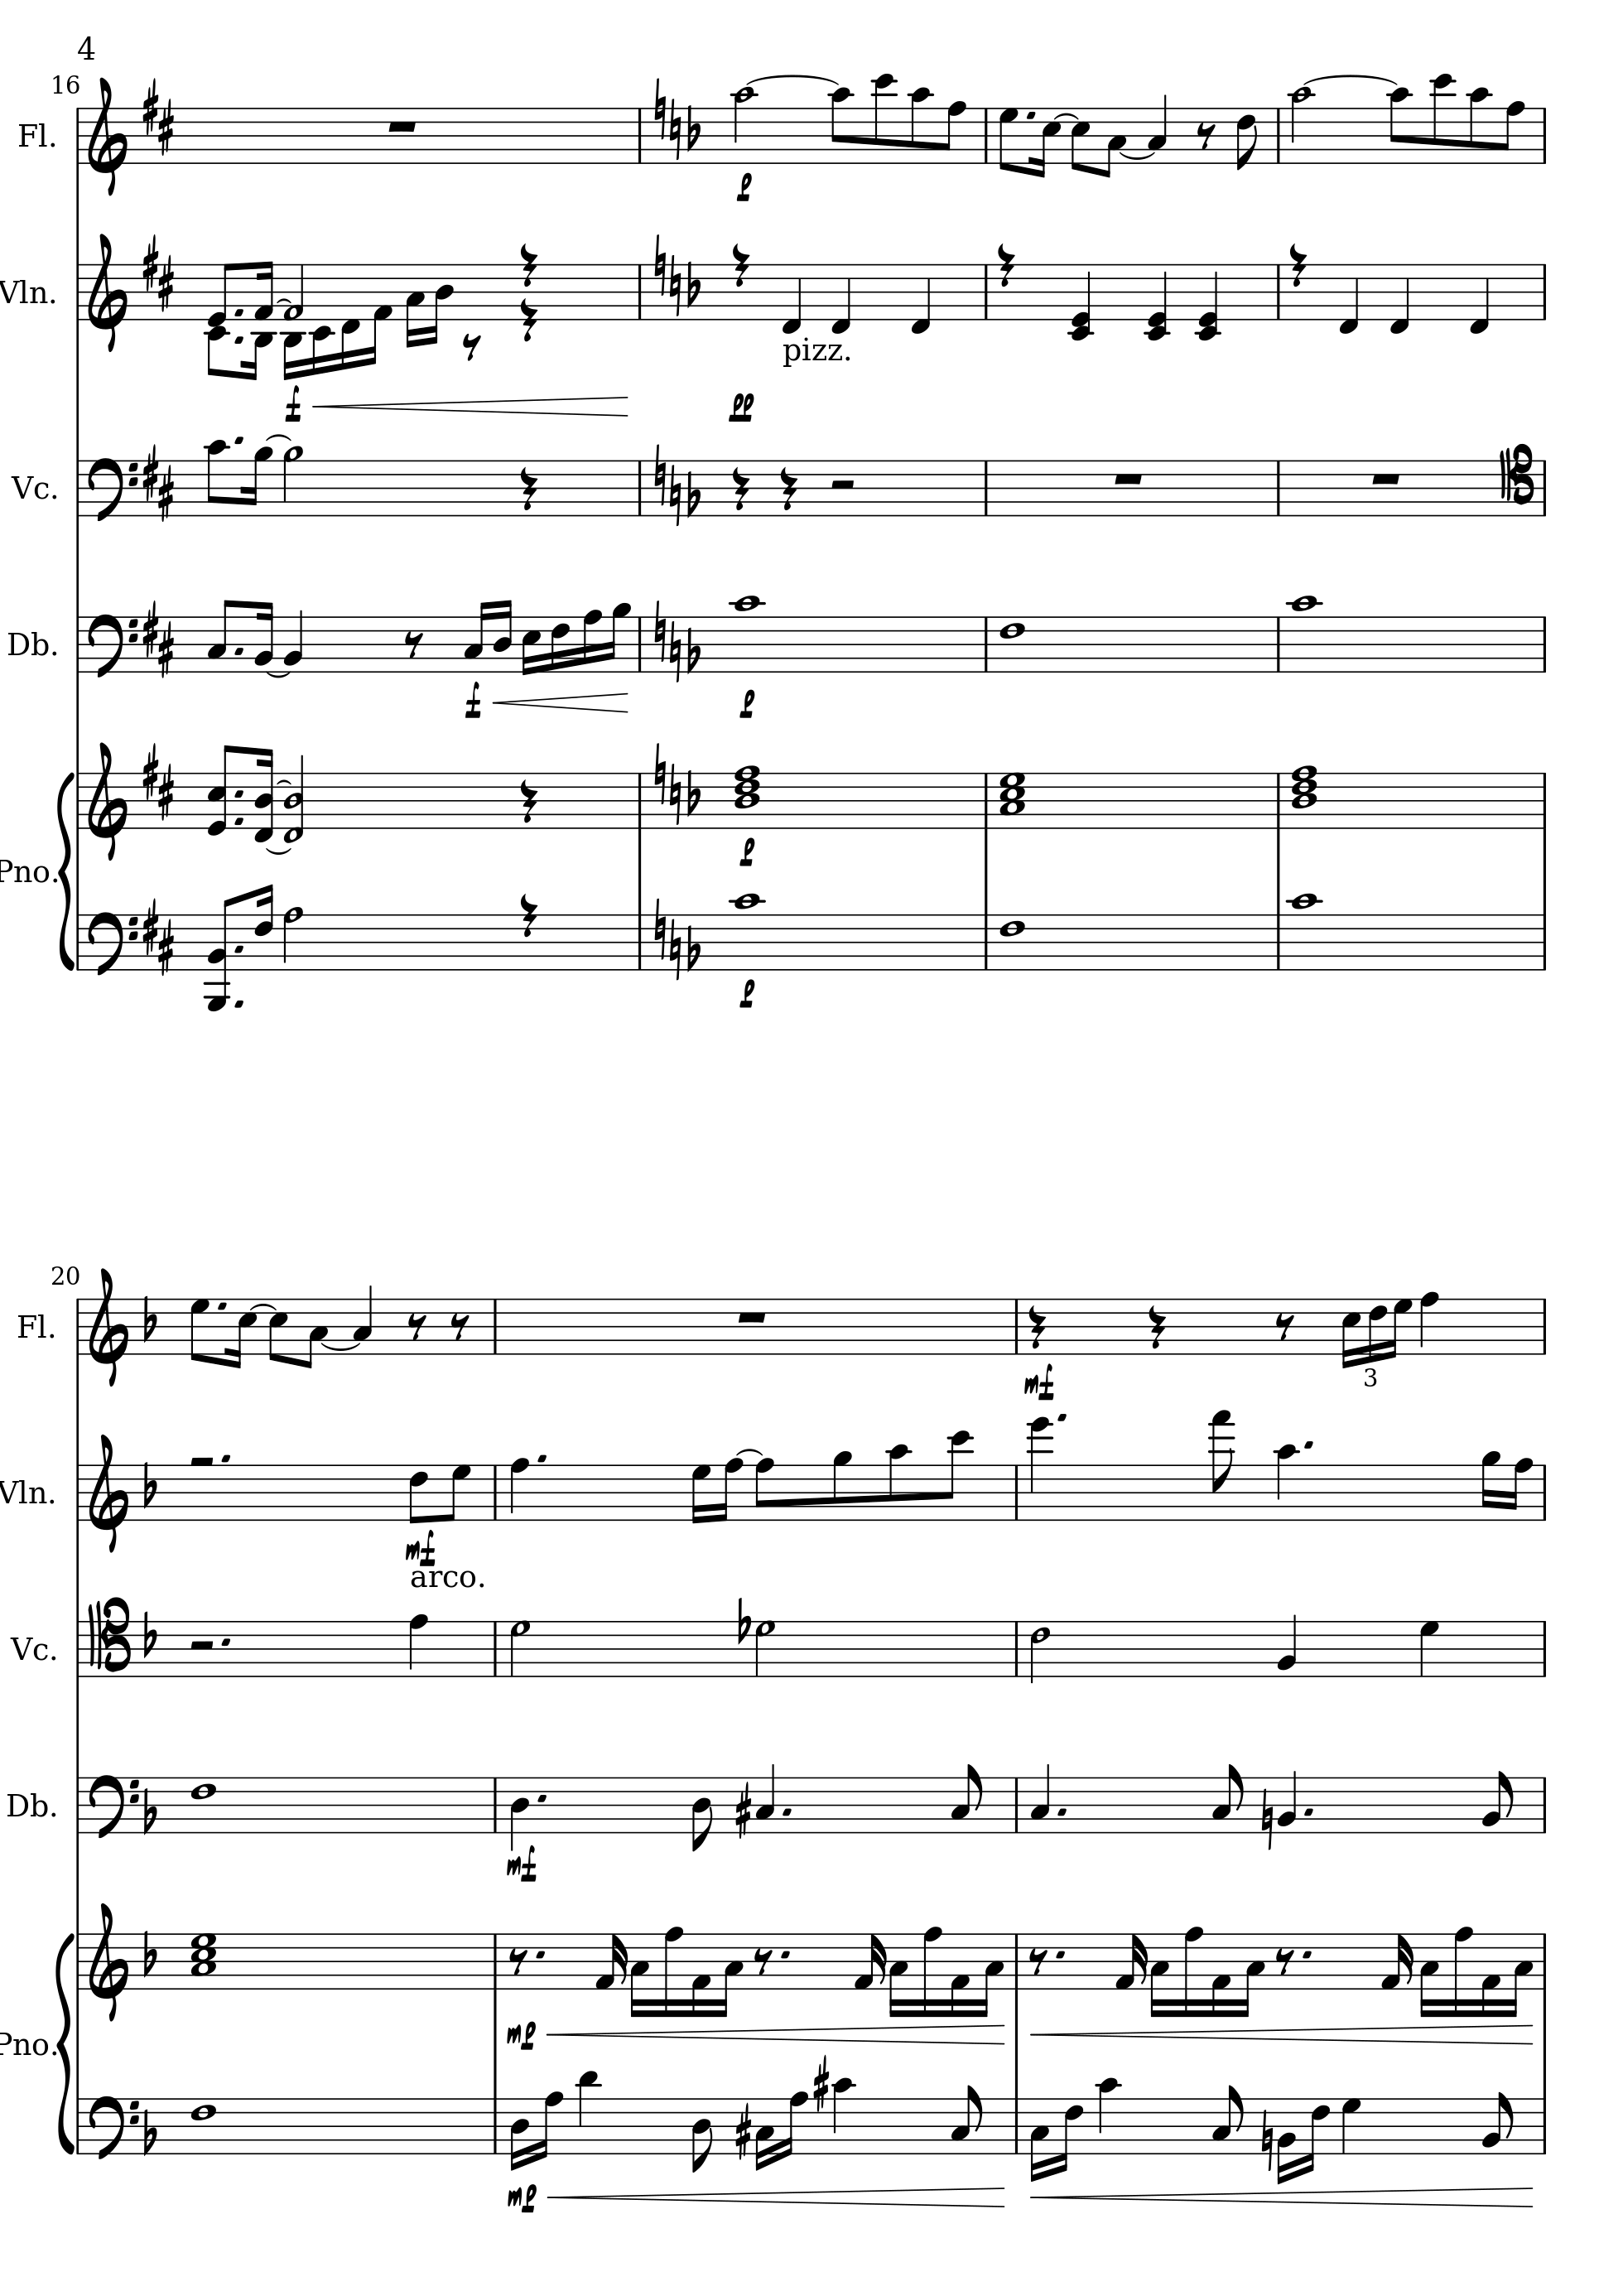 4
16
Fl.
p
Vln.
pizz.
f
pp
Vc.
Db.
f
p
p
Pno.
p
20
Fl.
mf
3
Vln.
mf
arco.
Vc.
Db.
mf
mp
Pno.
mp